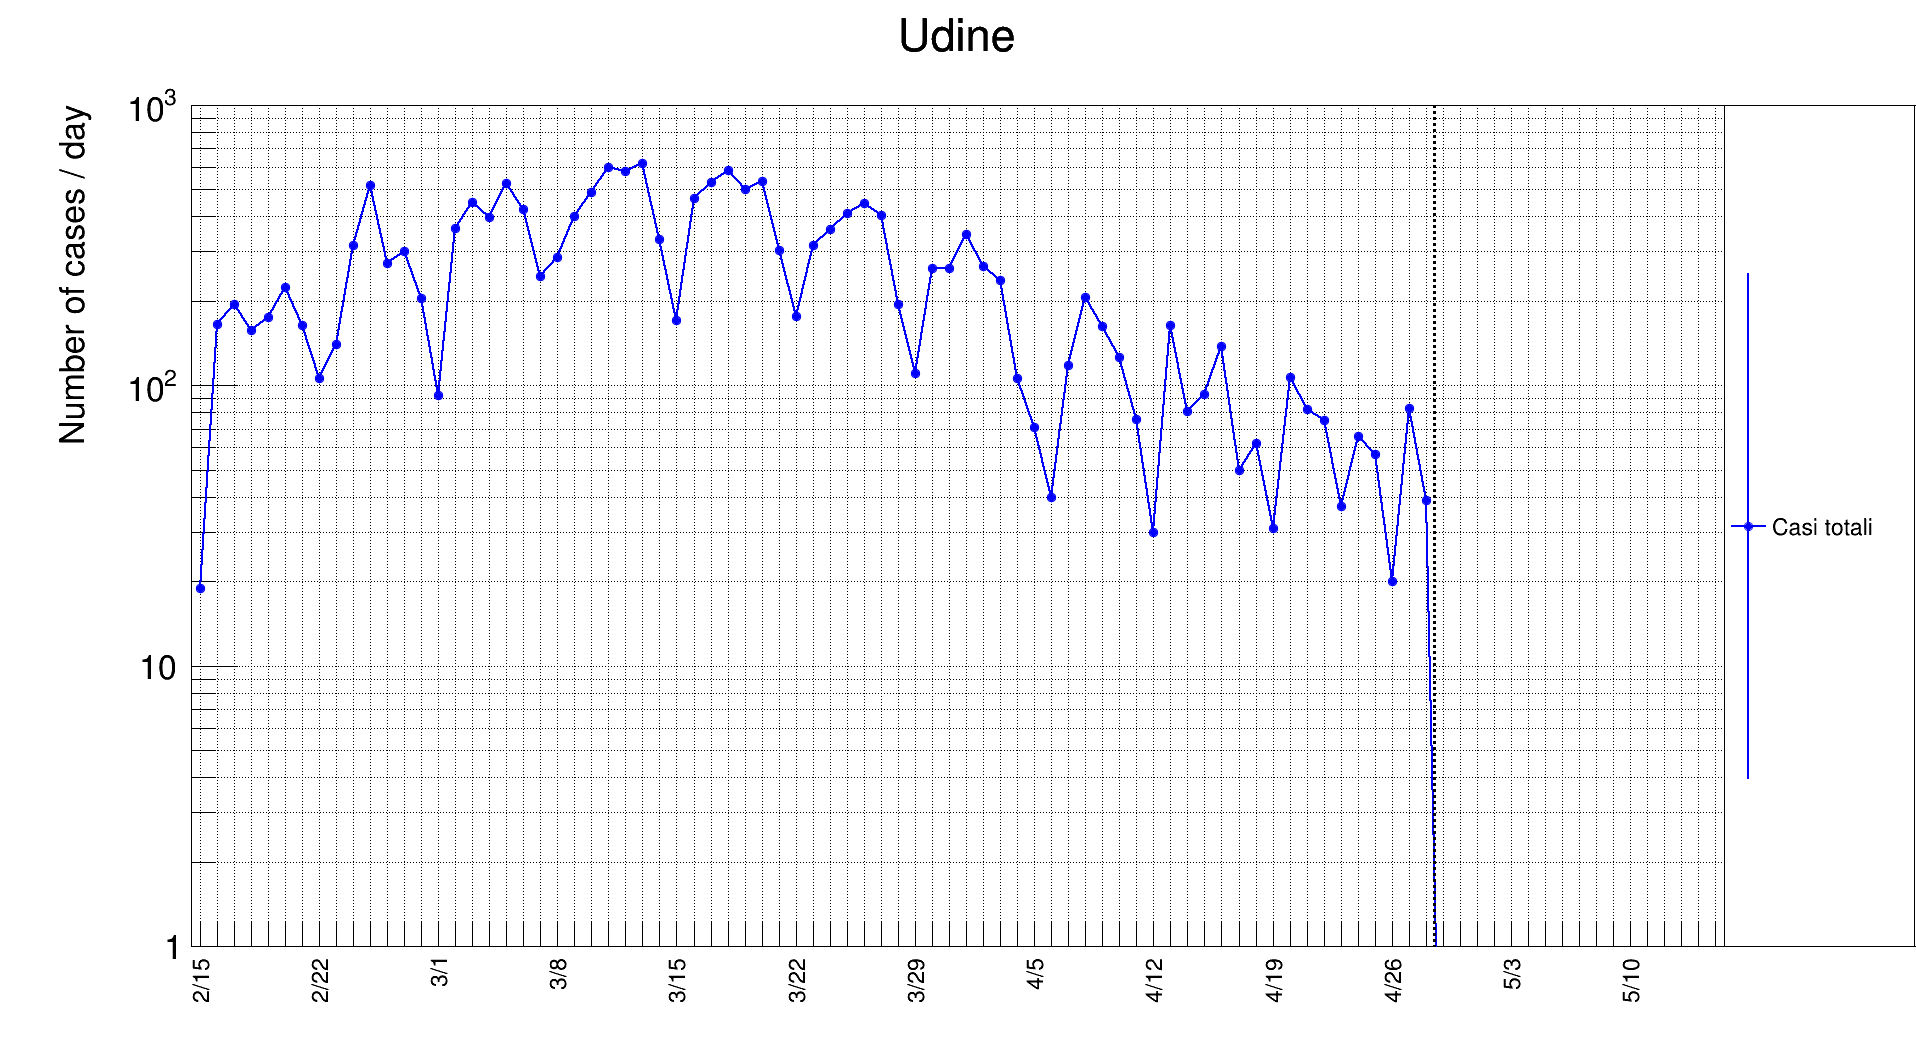 Udine
Number of cases / day
10³
10²
10
1
2/15 2/22 3/1 3/8 3/15 3/22 3/29 4/5 4/12 4/19 4/26 5/3 5/10
Casi totali